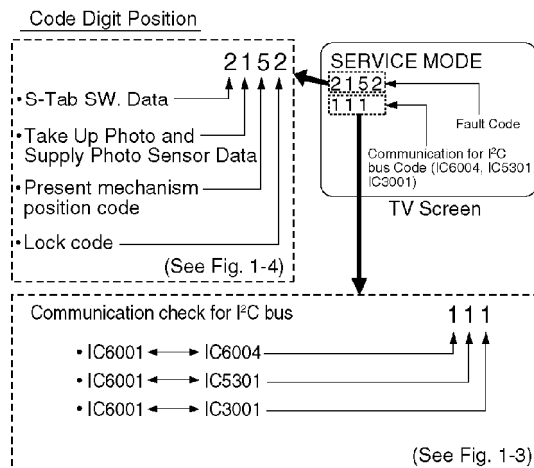 Code Digit Position
2152
• S-Tab SW. Data
• Take Up Photo and
Supply Photo Sensor Data
• Present mechanism
position code
• Lock code
(See Fig. 1-4)
SERVICE MODE
2152
111
Fault Code
Communication for I²C
bus Code (IC6004, IC5301
IC3001)
TV Screen
Communication check for I²C bus
111
• IC6001 ↔ IC6004
• IC6001 ↔ IC5301
• IC6001 ↔ IC3001
(See Fig. 1-3)